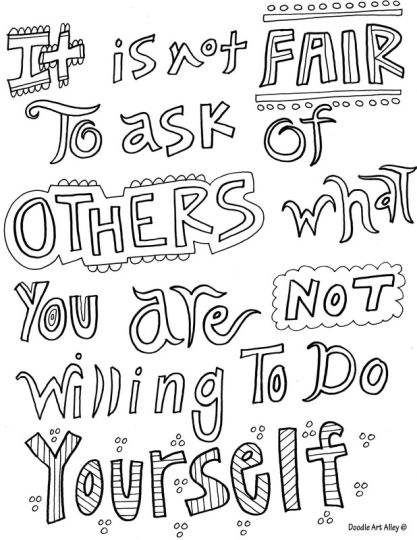 It is not FAIR
To ask of
OTHERS what
You are NOT
willing To Do
Yourself
Doodle Art Alley ©